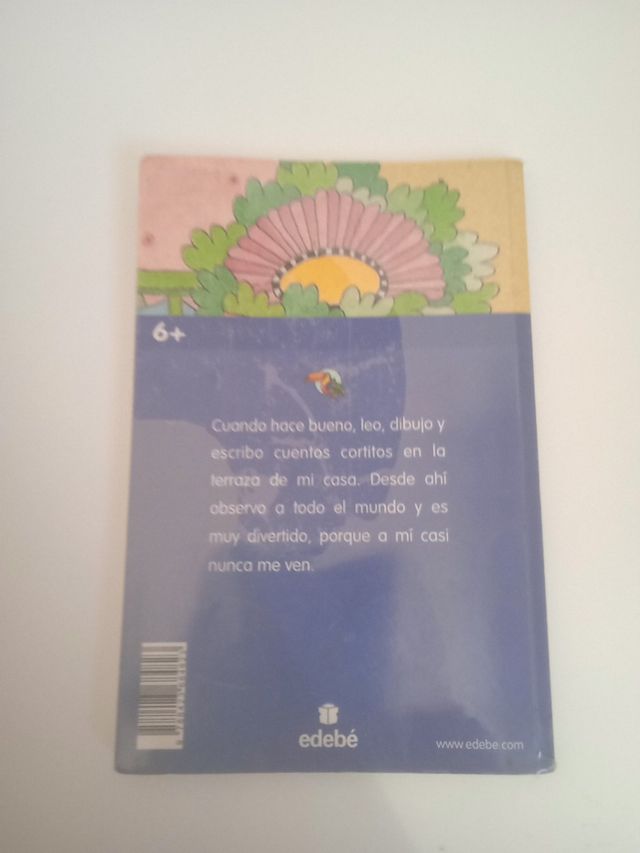 6+
Cuando hace bueno, leo, dibujo y
escribo cuentos cortitos en la
terraza de mi casa. Desde ahí
observo a todo el mundo y es
muy divertido, porque a mí casi
nunca me ven.
edebé
www.edebe.com